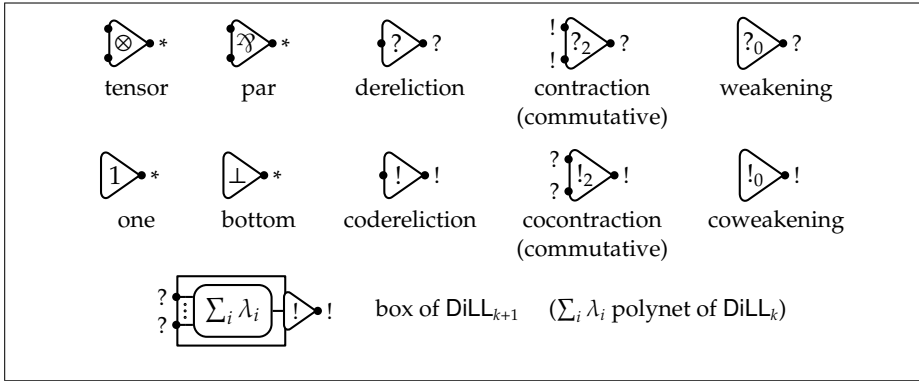 ⊗ * ⅋ * ? ? ! ! ?₂ ? ?₀ ?
tensor par dereliction contraction weakening
(commutative)
1 * ⊥ * ! ! ? ? !₂ ! !₀ !
one bottom codereliction cocontraction coweakening
(commutative)
? ⋮ ? ∑ᵢ λᵢ ! ! box of DiLLₖ₊₁ (∑ᵢ λᵢ polynet of DiLLₖ)